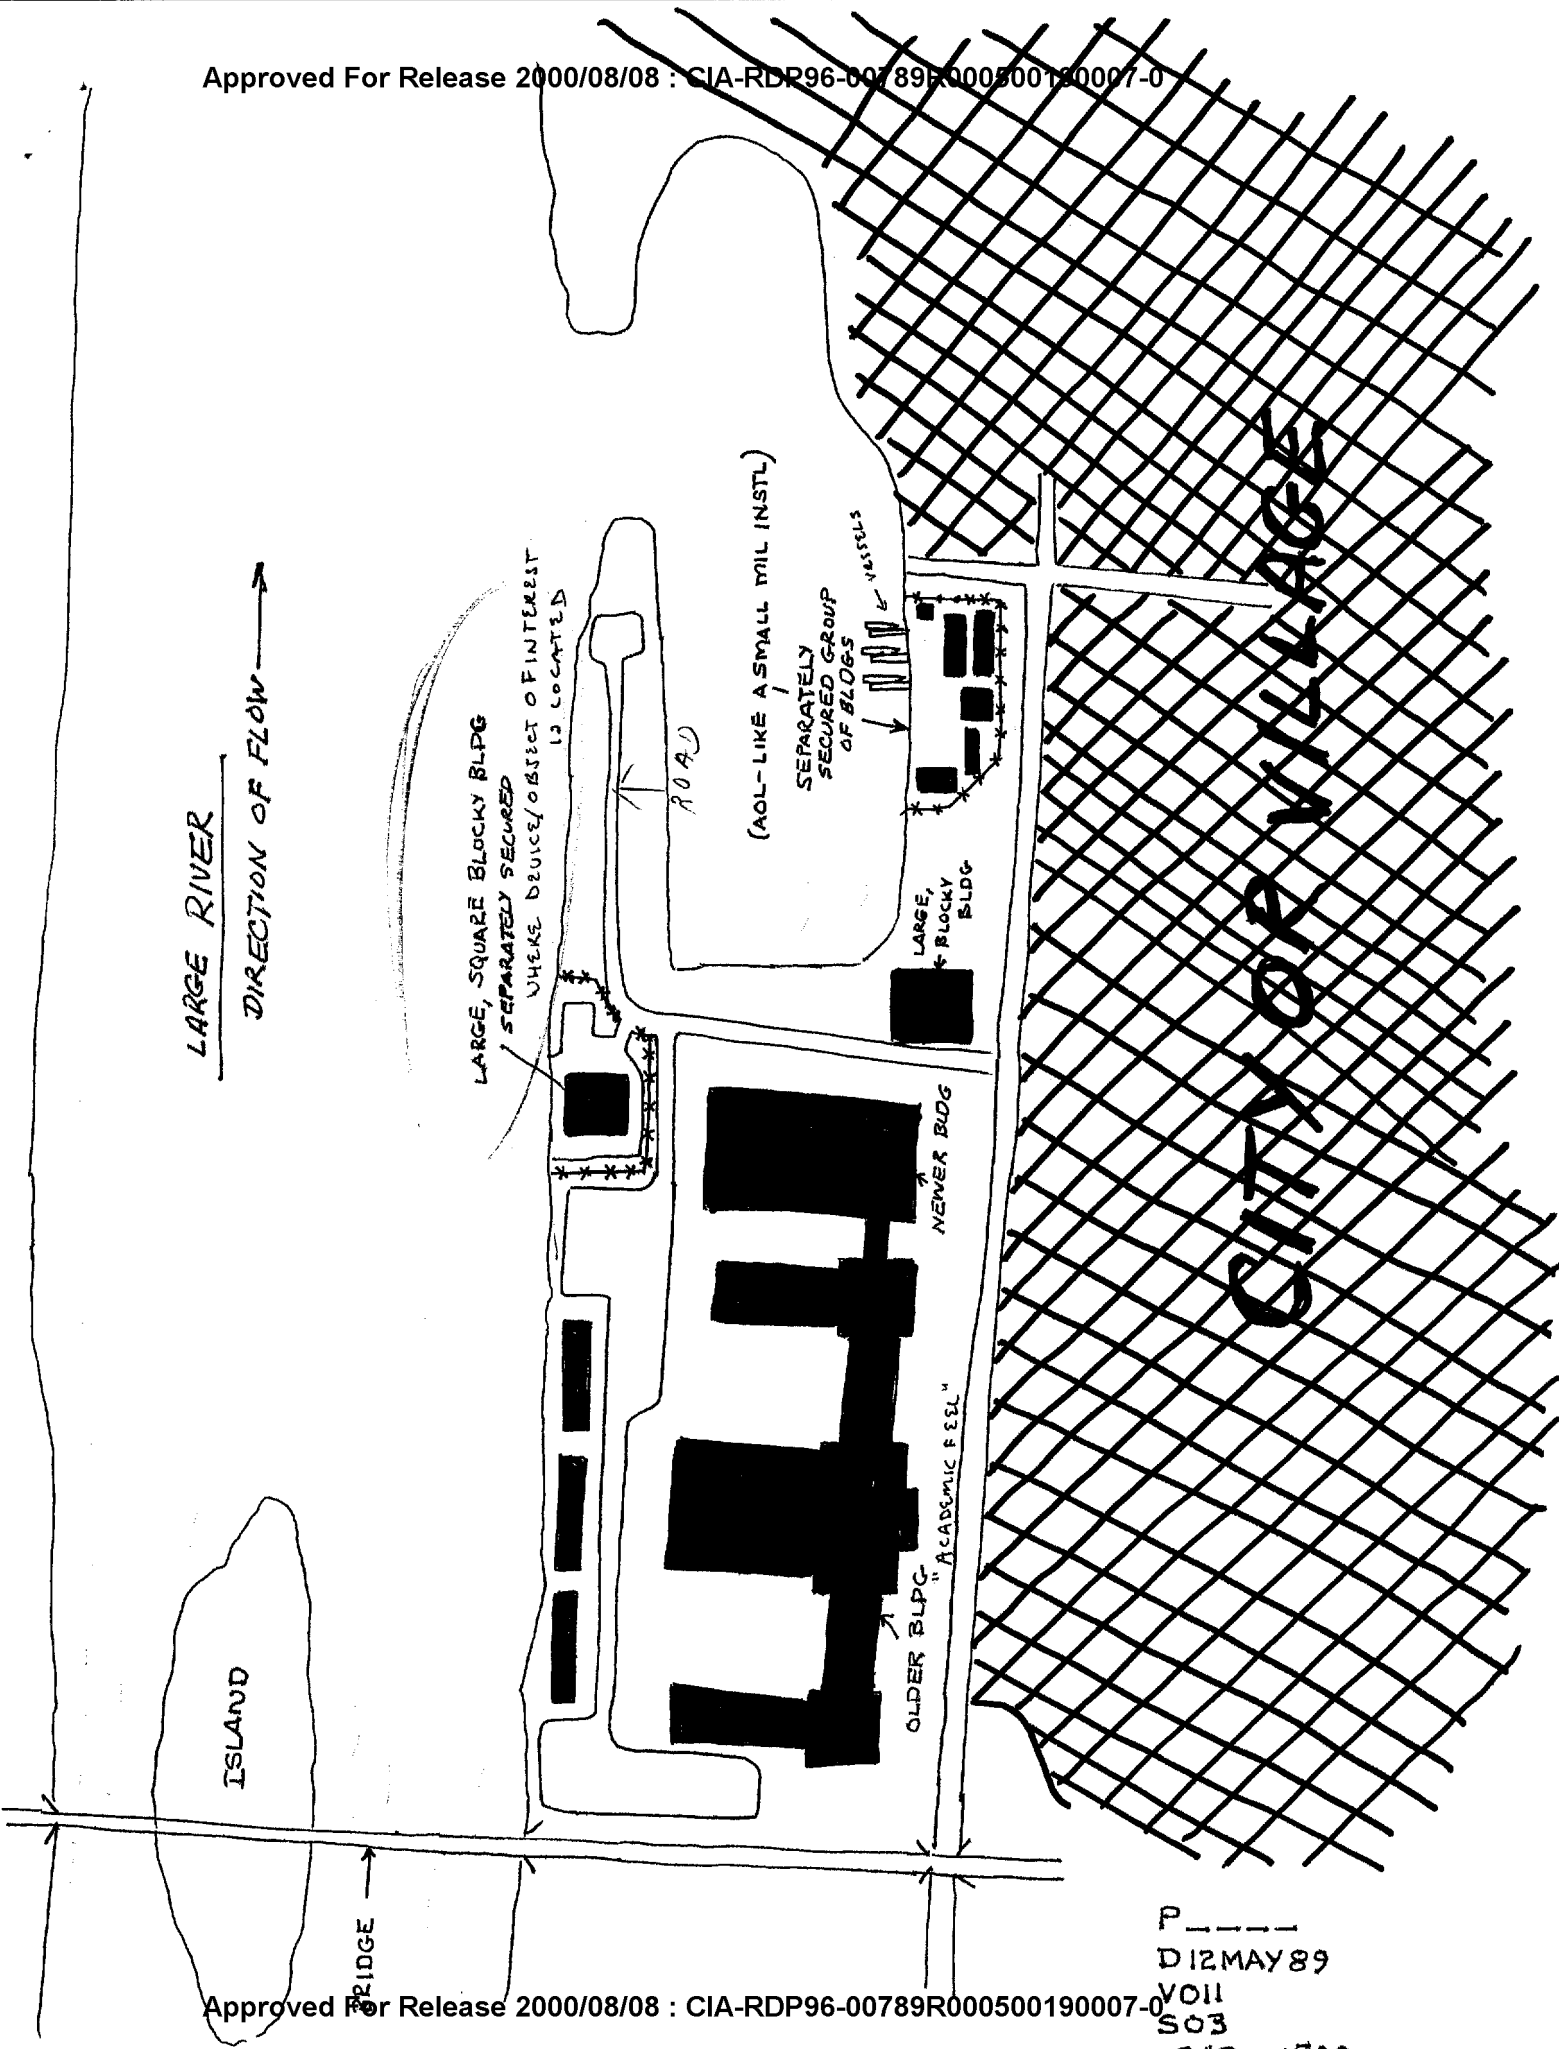 Approved For Release 2000/08/08 : CIA-RDP96-00789R000500190007-0
LARGE RIVER
DIRECTION OF FLOW
LARGE, SQUARE BLOCKY BLDG
SEPARATELY SECURED
WHERE DEVICE/OBJECT OF INTEREST
IS LOCATED
ROAD
(AOL-LIKE A SMALL MIL INSTL)
SEPARATELY
SECURED GROUP
OF BLDGS
VESSELS
LARGE,
BLOCKY
BLDG
NEWER BLDG
OLDER BLDG
"ACADEMIC FEEL"
CITY OR VILLAGE
ISLAND
BRIDGE
Approved For Release 2000/08/08 : CIA-RDP96-00789R000500190007-0
P----
D 12 MAY 89
V011
S03